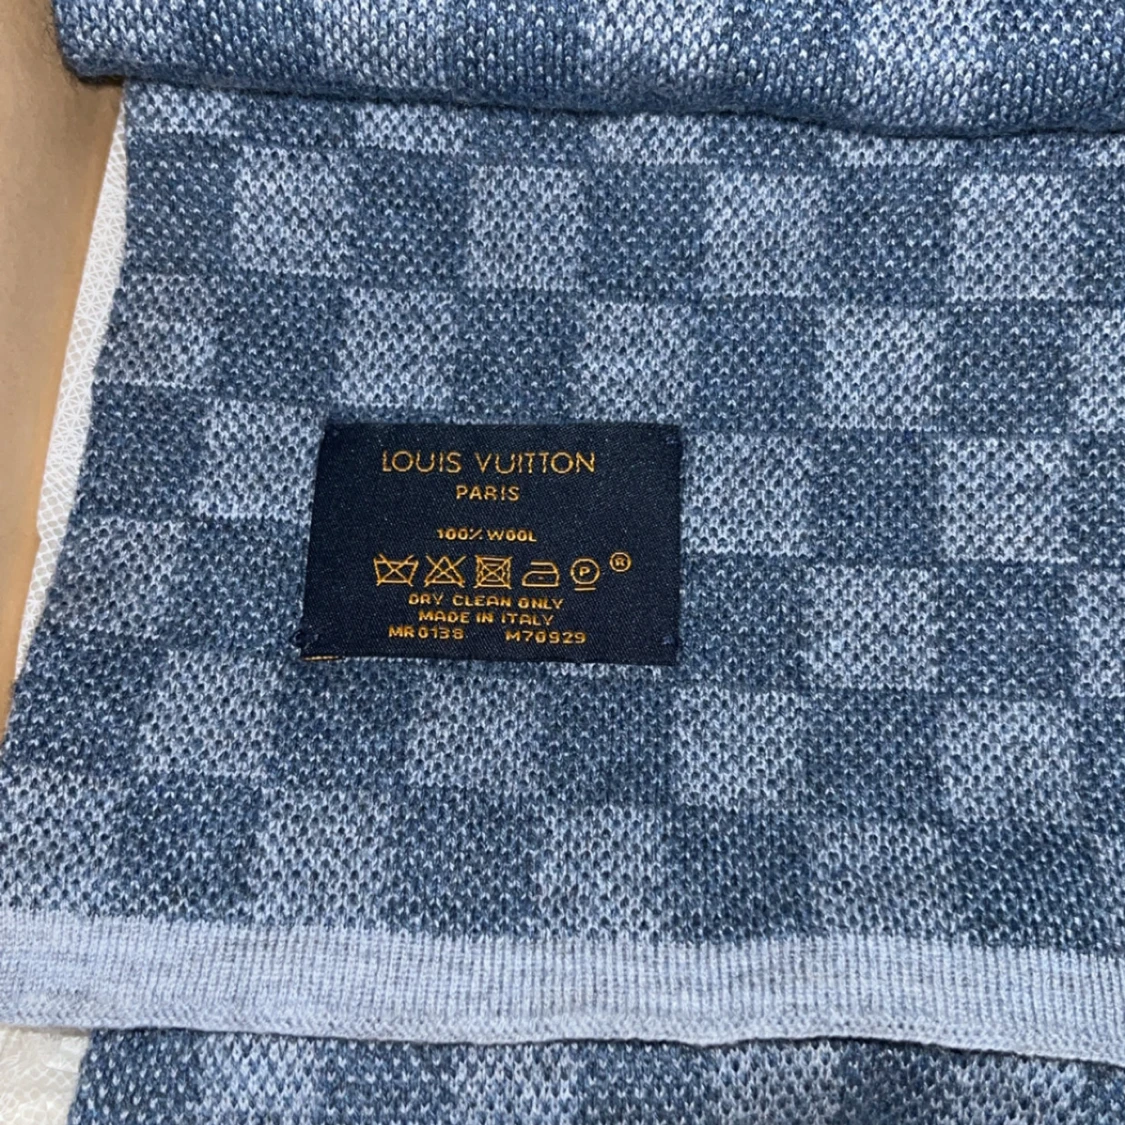 LOUIS VUITTON
PARIS
100% WOOL
P ®
DRY CLEAN ONLY
MADE IN ITALY
MR0138 M70929